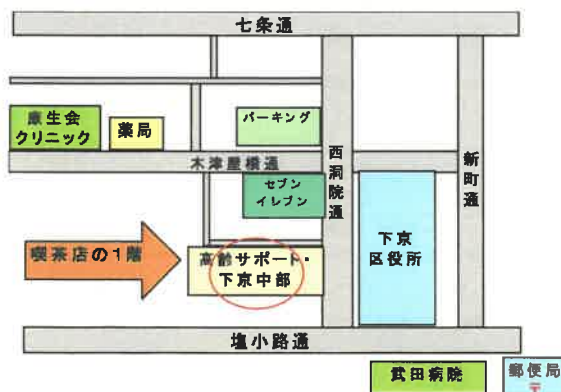 七条通
康生会
クリニック
薬局
パーキング
木津屋橋通
西洞院通
新町通
セブン
イレブン
下京
区役所
喫茶店の1階
高齢サポート・
下京中部
塩小路通
武田病院
郵便局
〒